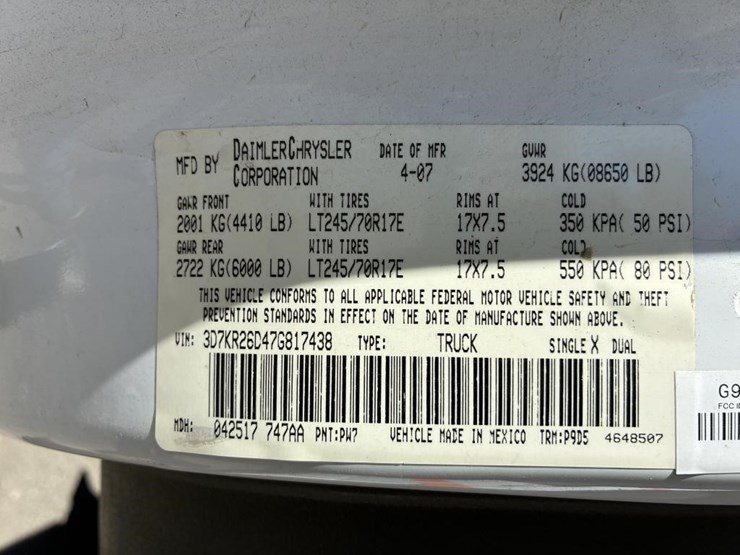 MFD BY DAIMLERCHRYSLER CORPORATION DATE OF MFR 4-07 GVWR 3924 KG(08650 LB)
GAWR FRONT WITH TIRES RIMS AT COLD
2001 KG(4410 LB) LT245/70R17E 17X7.5 350 KPA( 50 PSI)
GAWR REAR WITH TIRES RIMS AT COLD
2722 KG(6000 LB) LT245/70R17E 17X7.5 550 KPA( 80 PSI)
THIS VEHICLE CONFORMS TO ALL APPLICABLE FEDERAL MOTOR VEHICLE SAFETY AND THEFT
PREVENTION STANDARDS IN EFFECT ON THE DATE OF MANUFACTURE SHOWN ABOVE.
VIN: 3D7KR26D47G817438 TYPE: TRUCK SINGLE X DUAL
MDH: 042517 747AA PNT:PW7 VEHICLE MADE IN MEXICO TRM:P9D5 4648507
G9
FCC I